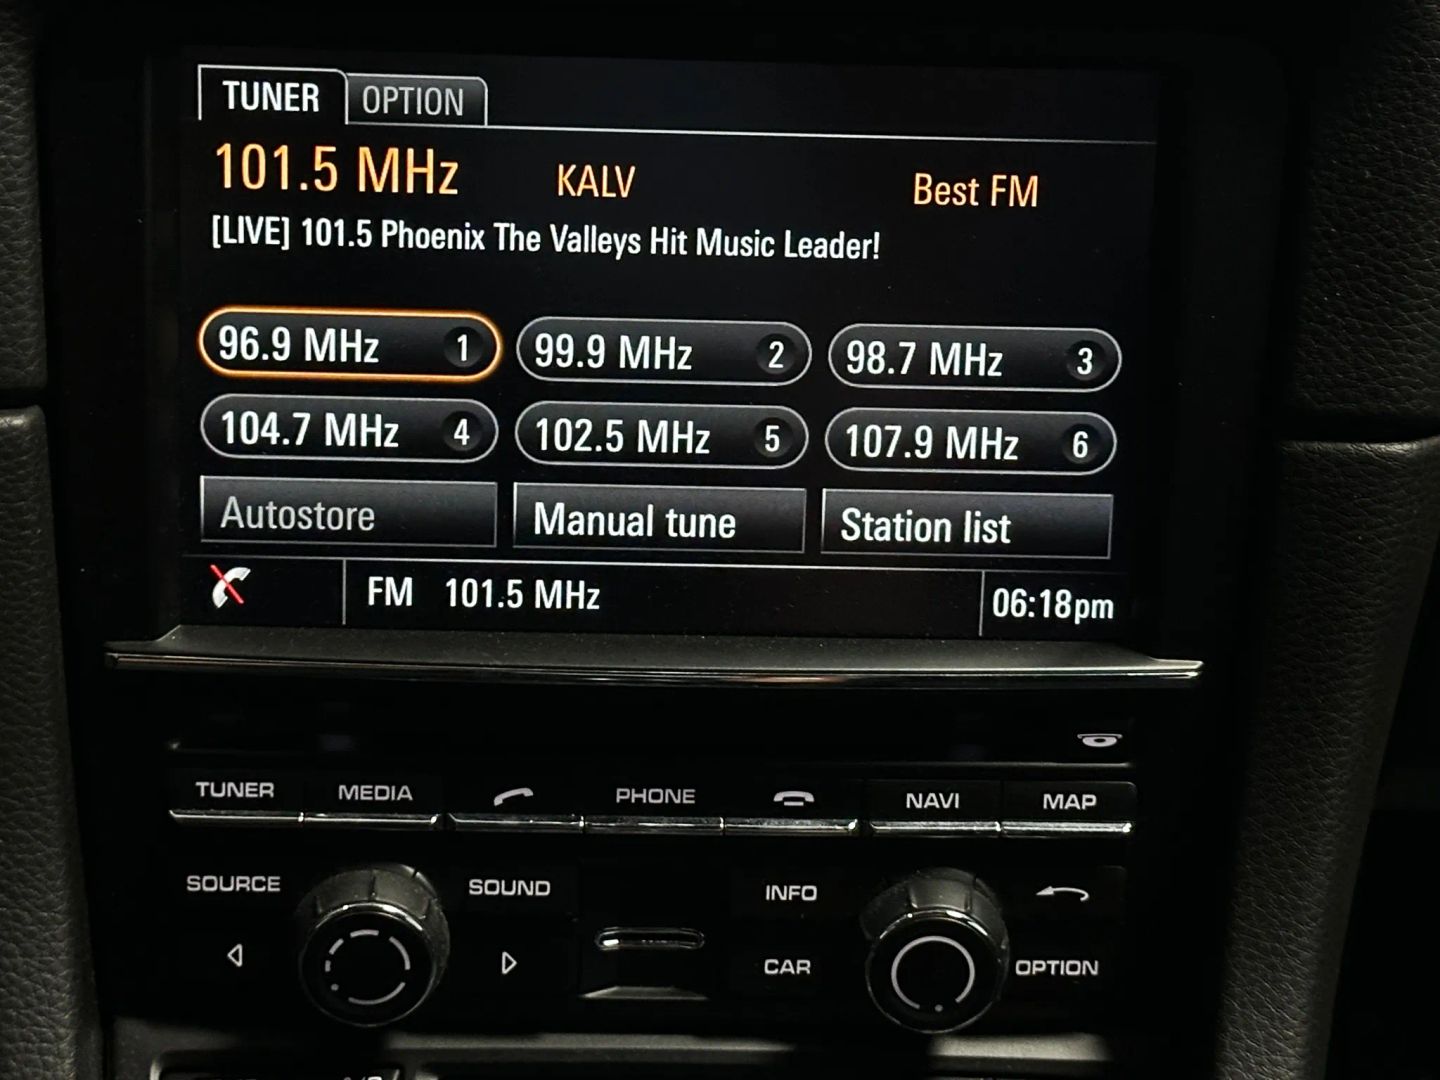 TUNER OPTION
101.5 MHz KALV Best FM
[LIVE] 101.5 Phoenix The Valleys Hit Music Leader!
96.9 MHz 1 99.9 MHz 2 98.7 MHz 3
104.7 MHz 4 102.5 MHz 5 107.9 MHz 6
Autostore Manual tune Station list
FM 101.5 MHz 06:18pm
TUNER MEDIA PHONE NAVI MAP
SOURCE SOUND INFO
CAR OPTION